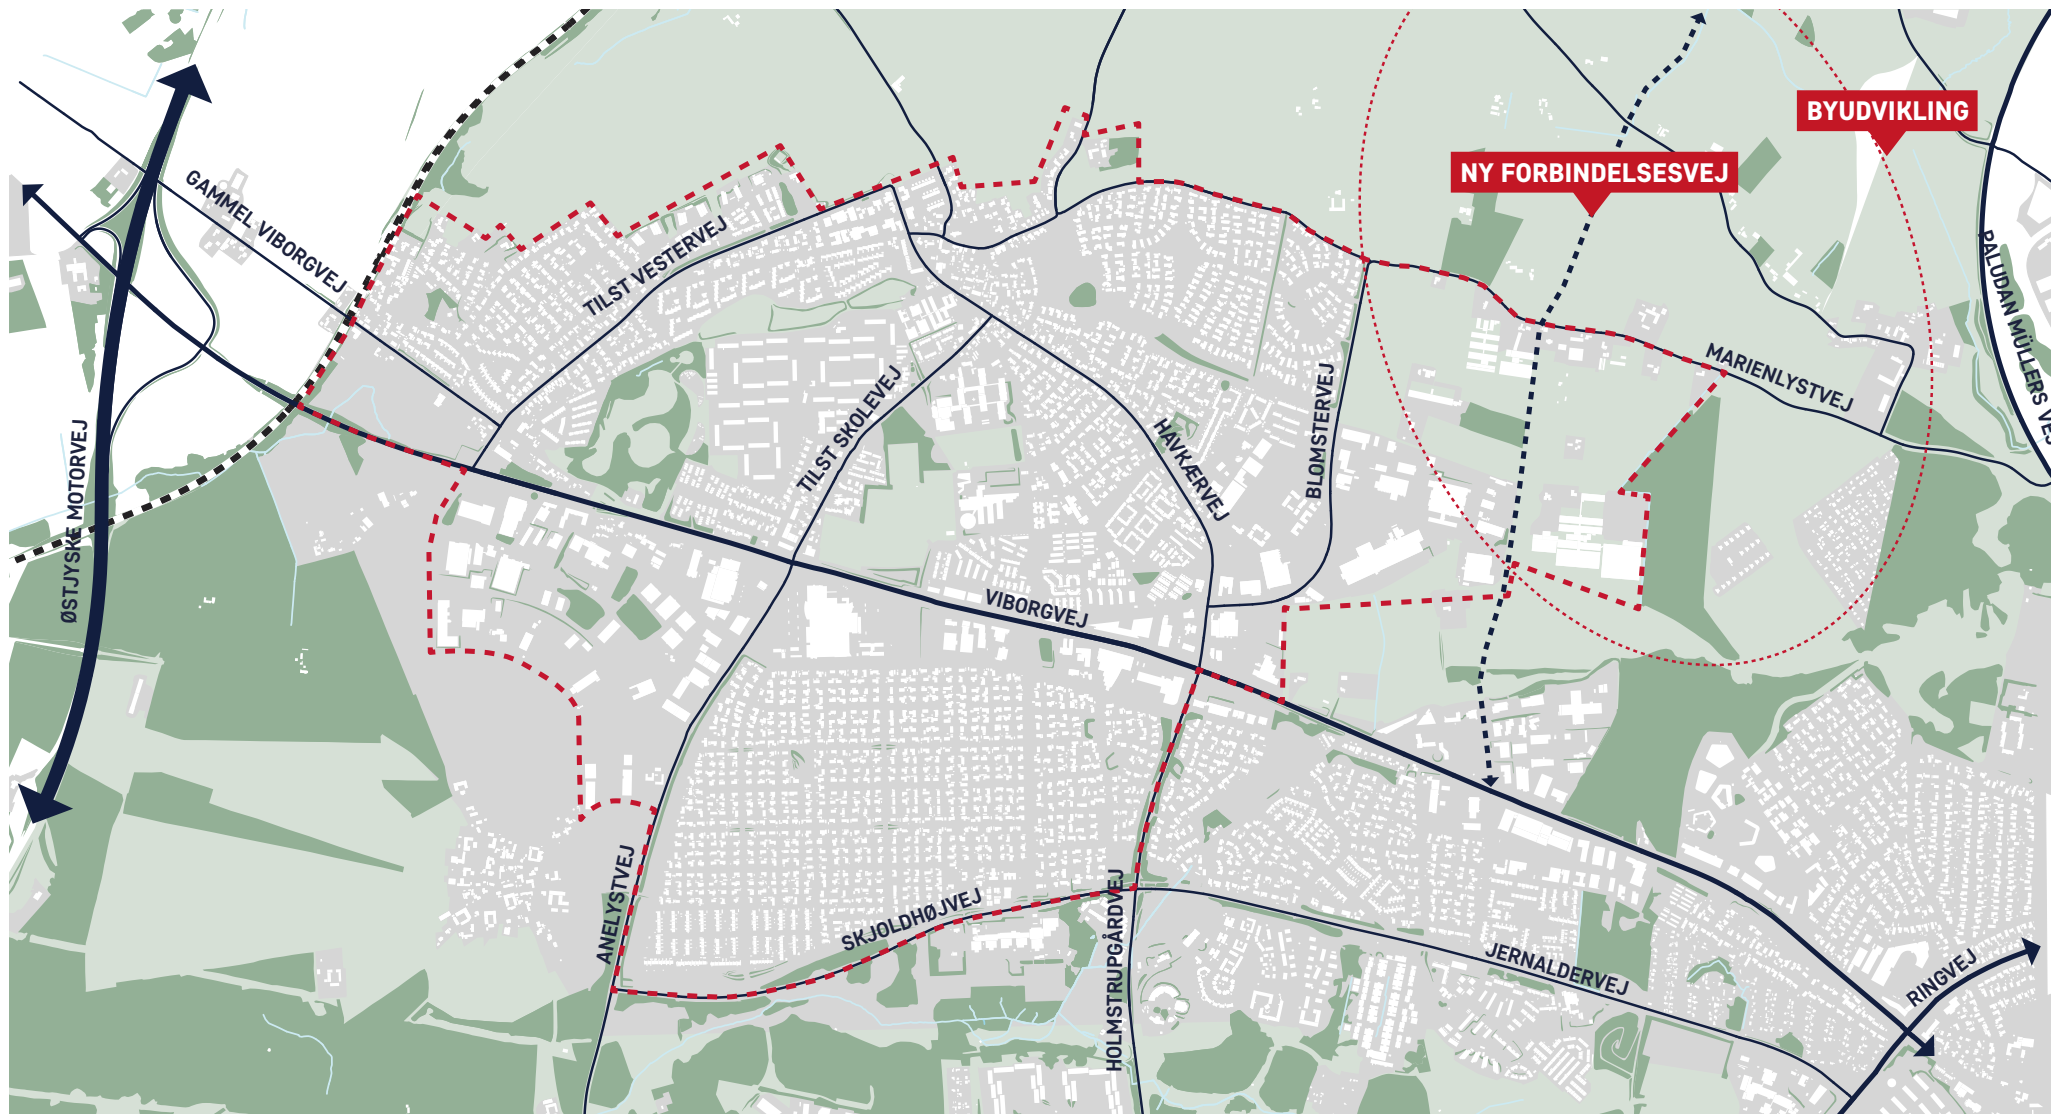 BYUDVIKLING
NY FORBINDELSESVEJ
GAMMEL VIBORGVEJ
TILST VESTERVEJ
PALUDAN MÜLLERS VEJ
MARIENLYSTVEJ
TILST SKOLEVEJ
HAVKÆRVEJ
BLOMSTERVEJ
ØSTJYSKE MOTORVEJ
VIBORGVEJ
ANELYSTVEJ
SKJOLDHØJVEJ
HOLMSTRUPGÅRDVEJ
JERNALDERVEJ
RINGVEJ